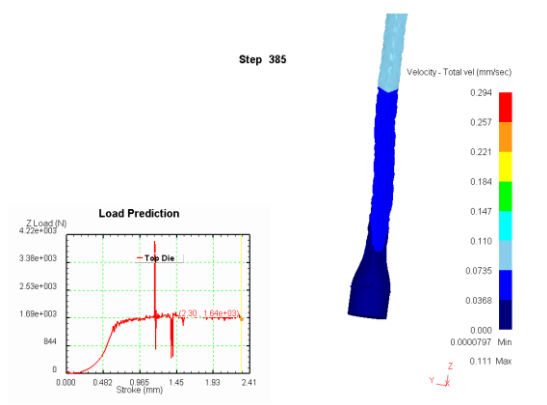 Step 385
Velocity - Total vel (mm/sec)
0.294
0.257
0.221
0.184
0.147
0.110
0.0735
0.0368
0.000
0.0000797 Min
0.111 Max
Z
Y X
Load Prediction
Z Load (N)
4.22e+003
3.38e+003
2.53e+003
1.69e+003
844
0
Top Die
(2.30 , 1.64e+03)
0.000 0.482 0.965 1.45 1.93 2.41
Stroke (mm)